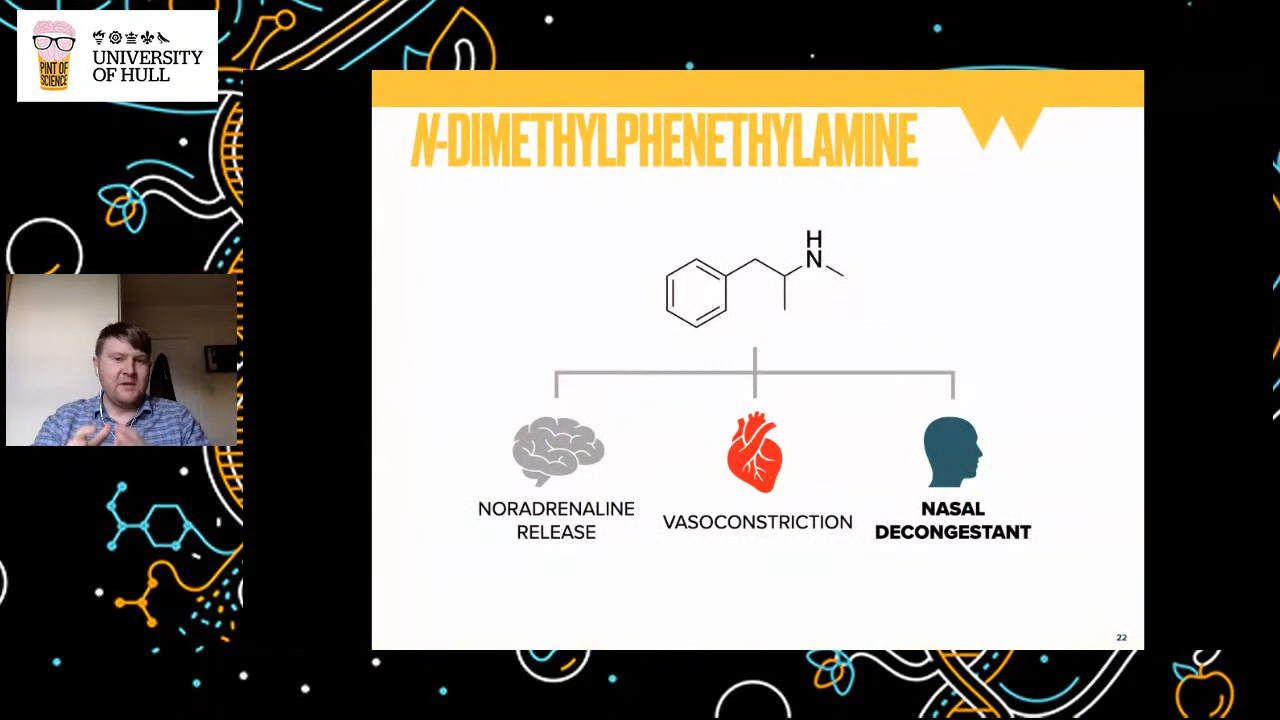 PINT OF
SCIENCE
UNIVERSITY
OF HULL
N-DIMETHYLPHENETHYLAMINE
H
N
NORADRENALINE
RELEASE
VASOCONSTRICTION
NASAL
DECONGESTANT
22